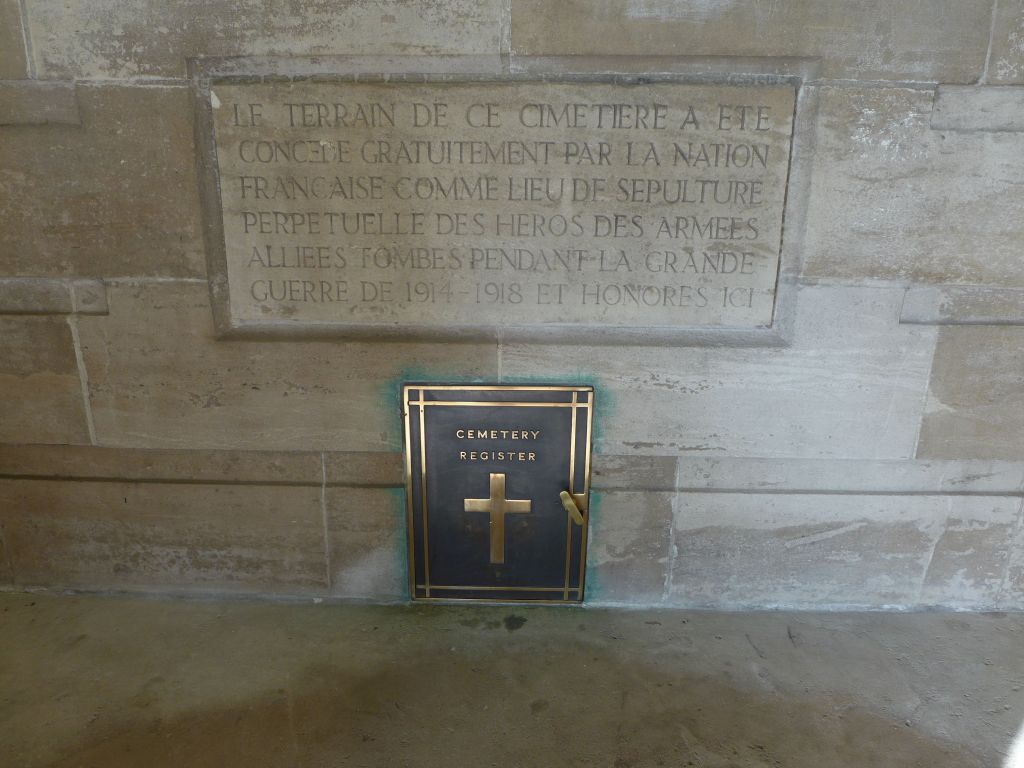 LE TERRAIN DE CE CIMETIERE A ETE
CONCEDE GRATUITEMENT PAR LA NATION
FRANCAISE COMME LIEU DE SEPULTURE
PERPETUELLE DES HEROS DES ARMEES
ALLIEES TOMBES PENDANT LA GRANDE
GUERRE DE 1914-1918 ET HONORES ICI
CEMETERY
REGISTER